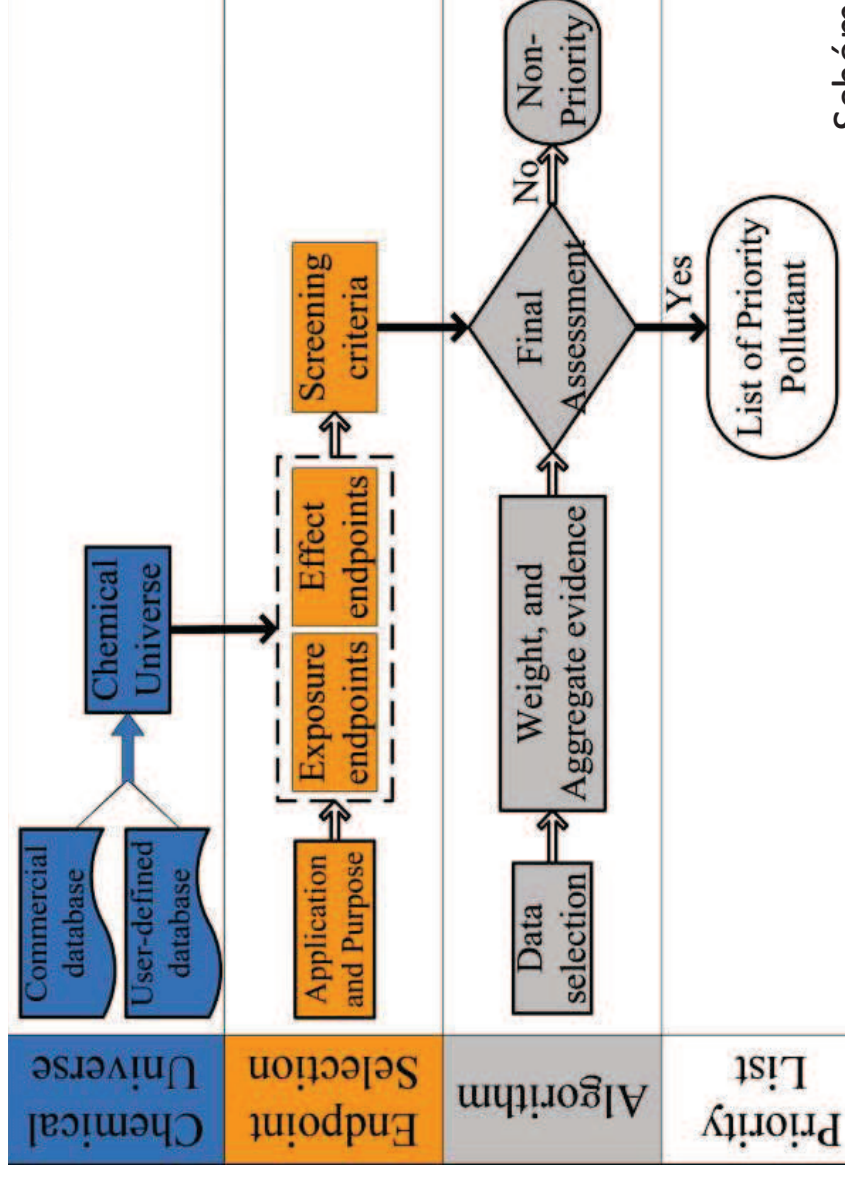 Chemical
Universe
Commercial
database
User-defined
database
Chemical
Universe
Endpoint
Selection
Application
and Purpose
Exposure
endpoints
Effect
endpoints
Screening
criteria
Algorithm
Data
selection
Weight, and
Aggregate evidence
Final
Assessment
No
Non-
Priority
Yes
Priority
List
List of Priority
Pollutant